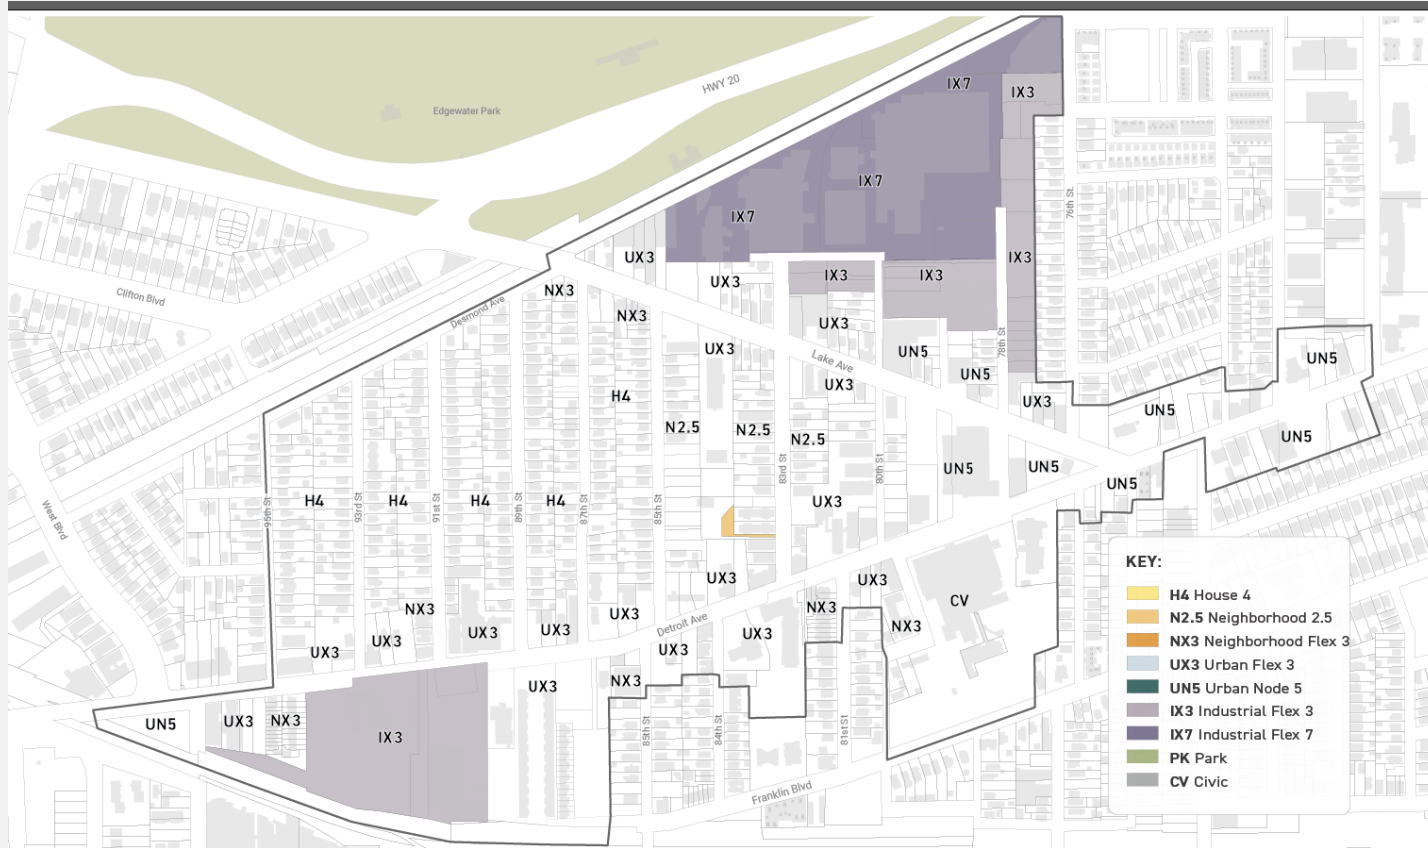 HWY 20
IX7
IX3
Edgewater Park
IX7
76th St.
IX7
UX3
IX3
UX3
IX3
IX3
NX3
Clifton Blvd
Desmond Ave
NX3
UX3
78th St
UX3
Lake Ave
UN5
UN5
UN5
UX3
H4
UX3
UN5
N2.5
N2.5
N2.5
UN5
83rd St
80th St
UN5
UN5
UN5
95th St
H4
93rd St
H4
91st St
H4
89th St
H4
87th St
85th St
UX3
West Blvd
KEY:
H4 House 4
N2.5 Neighborhood 2.5
NX3 Neighborhood Flex 3
UX3 Urban Flex 3
UN5 Urban Node 5
IX3 Industrial Flex 3
IX7 Industrial Flex 7
PK Park
CV Civic
UX3
UX3
CV
NX3
UX3
NX3
NX3
UX3
UX3
UX3
Detroit Ave
UX3
UX3
UX3
NX3
UX3
UN5
UX3
NX3
IX3
85th St
84th St
81st St
Franklin Blvd